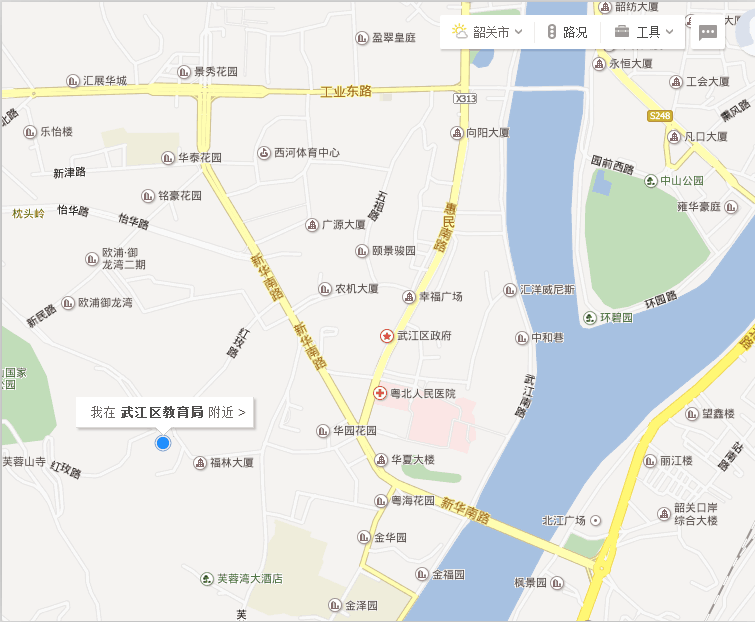 韶纺大厦
韶关市
路况
工具
盈翠皇庭
永恒大厦
景秀花园
汇展华城
工会大厦
工业东路
X313
S248
熏风路
北路
乐怡楼
向阳大厦
凡口大厦
华泰花园
西河体育中心
园前西路
新津路
中山公园
铭豪花园
五祖路
雍华豪庭
枕头岭
怡华路
怡华路
广源大厦
惠民南路
欧浦·御
龙湾二期
颐景骏园
新华南路
农机大厦
汇洋威尼斯
欧浦御龙湾
幸福广场
环园路
新民路
环碧园
红玫路
新华南路
武江区政府
中和巷
山国家
公园
武江南路
粤北人民医院
我在 武江区教育局 附近 >
望鑫楼
华园花园
站南路
芙蓉山寺
红玫路
福林大厦
华夏大楼
丽江楼
粤海花园
新华南路
北江广场
韶关口岸
综合大楼
金华园
芙蓉湾大酒店
金福园
枫景园
金泽园
芙